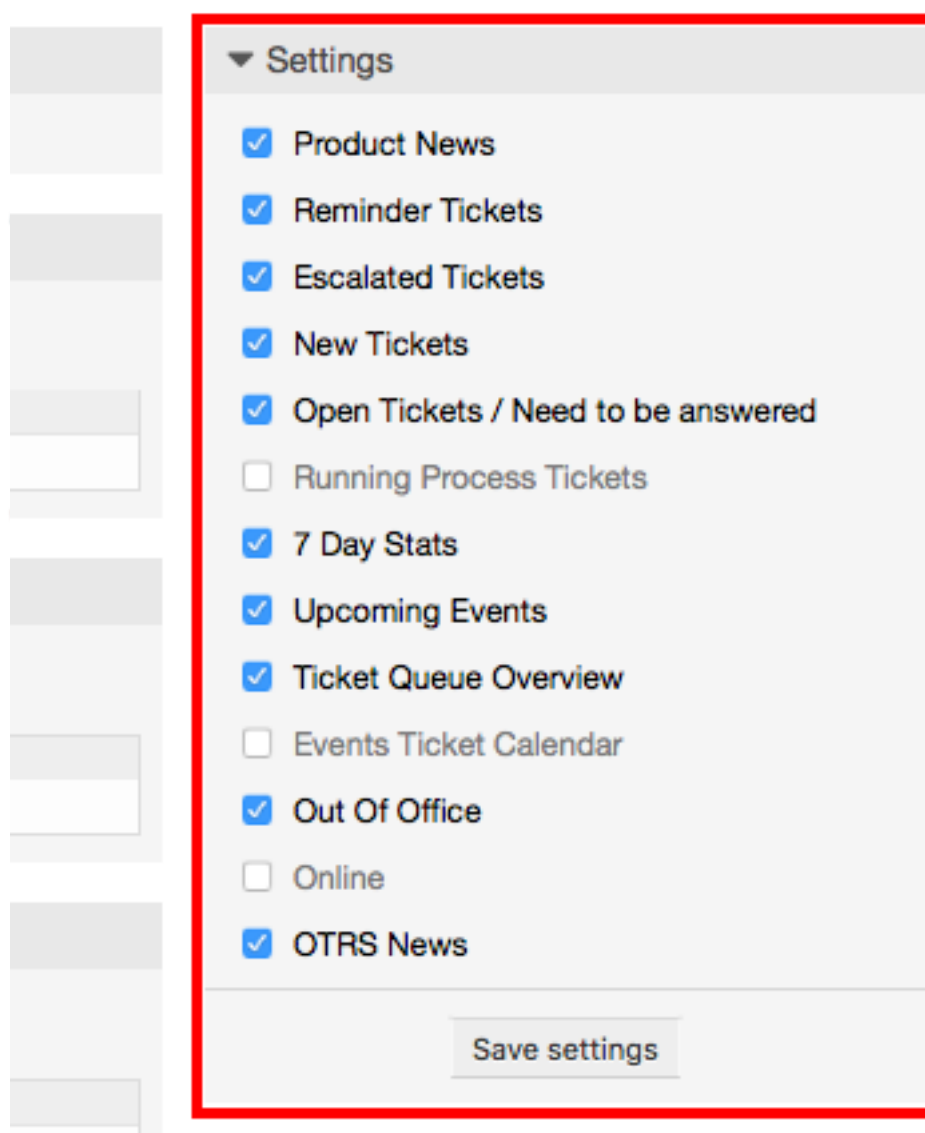 Settings
Product News
Reminder Tickets
Escalated Tickets
New Tickets
Open Tickets / Need to be answered
Running Process Tickets
7 Day Stats
Upcoming Events
Ticket Queue Overview
Events Ticket Calendar
Out Of Office
Online
OTRS News
Save settings